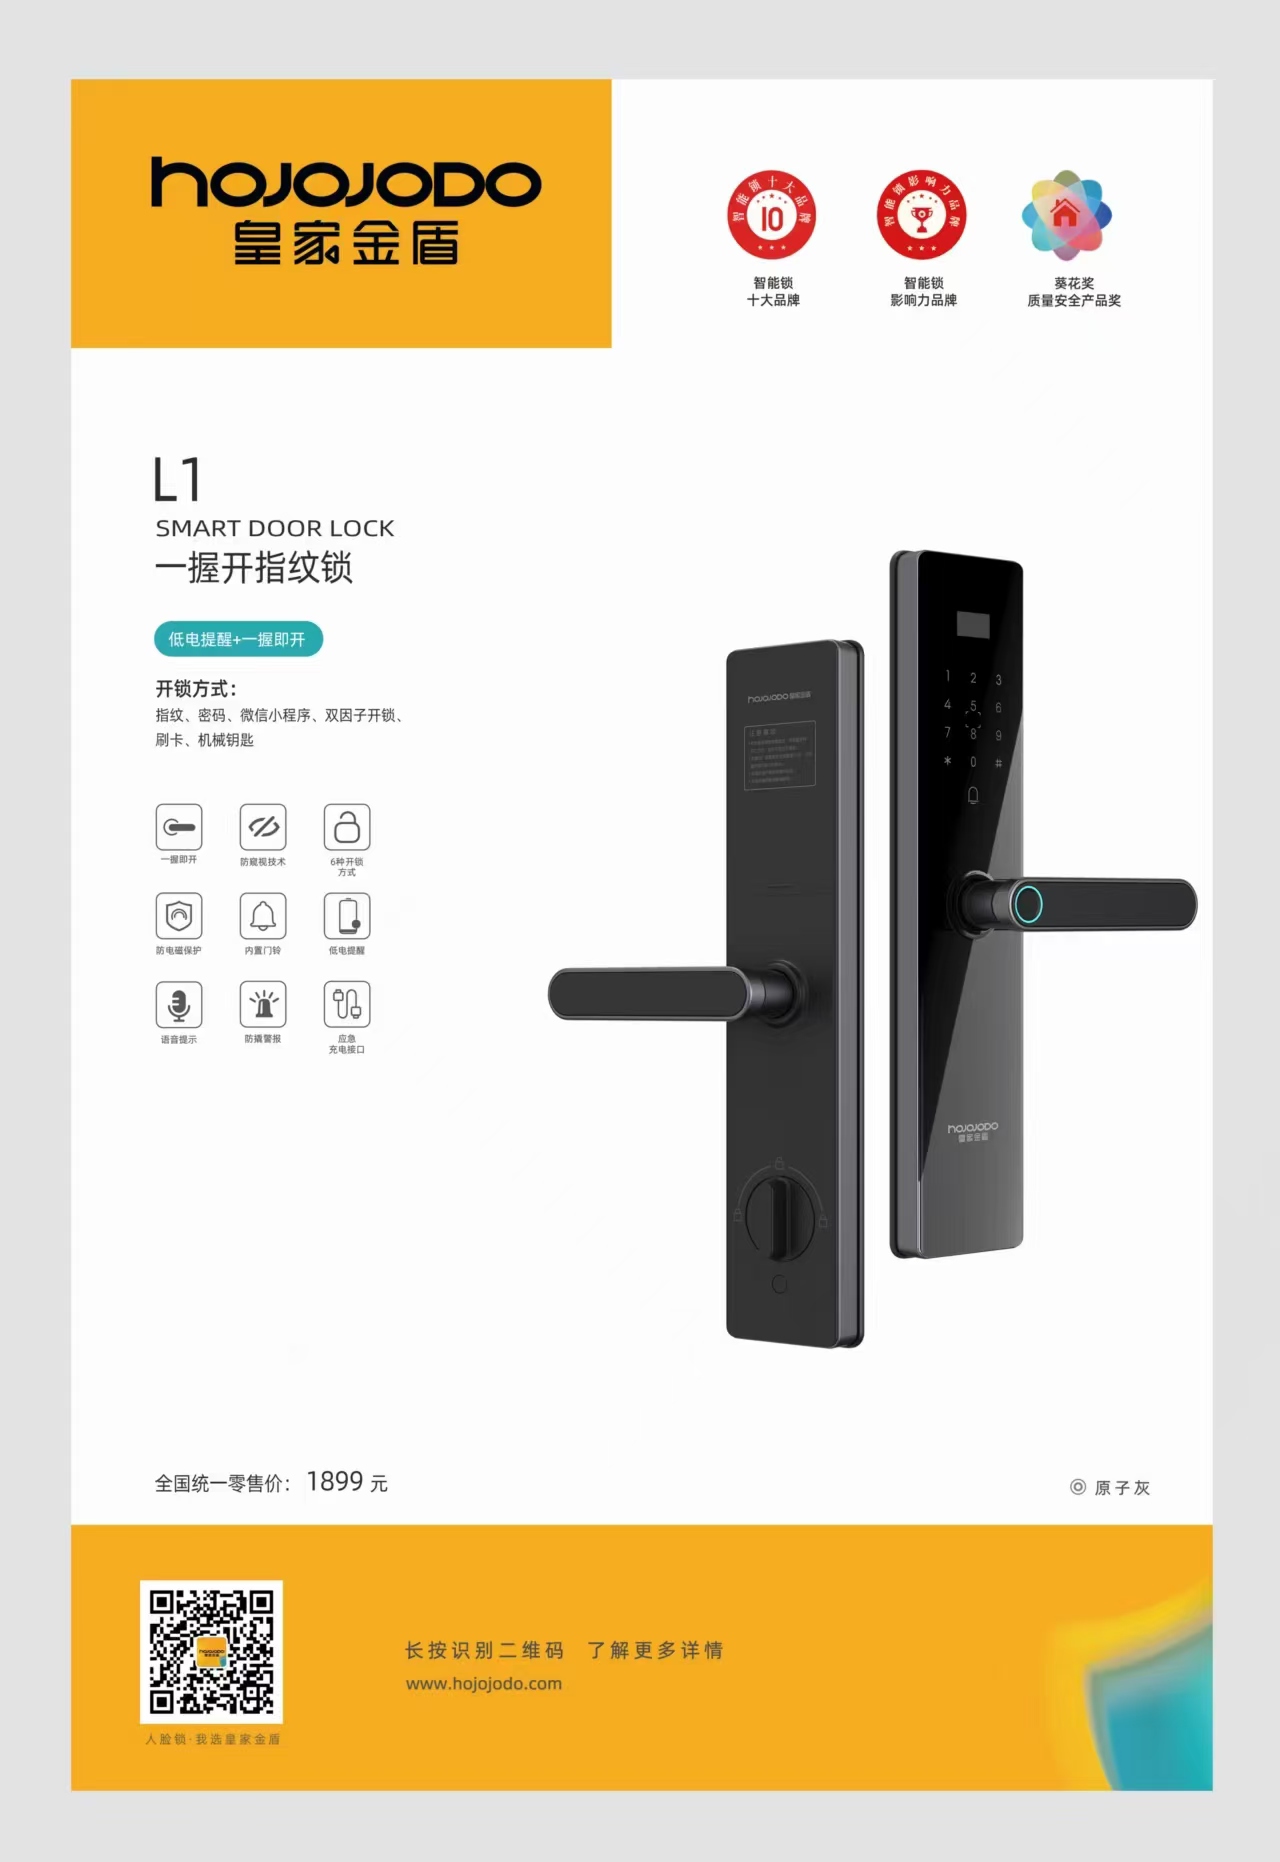 hojojodo
皇家金盾
智能锁十大品牌
10
智能锁影响力品牌
智能锁
十大品牌
智能锁
影响力品牌
葵花奖
质量安全产品奖
L1
SMART DOOR LOCK
一握开指纹锁
低电提醒+一握即开
开锁方式：
指纹、密码、微信小程序、双因子开锁、
刷卡、机械钥匙
一握即开
防窥视技术
6种开锁
方式
防电磁保护
内置门铃
低电提醒
语音提示
防撬警报
应急
充电接口
hojojodo 皇家金盾
1 2 3
4 5 6
7 8 9
* 0 #
hojojodo
皇家金盾
全国统一零售价： 1899 元
原子灰
长按识别二维码 了解更多详情
www.hojojodo.com
hojojodo
人脸锁·我选皇家金盾